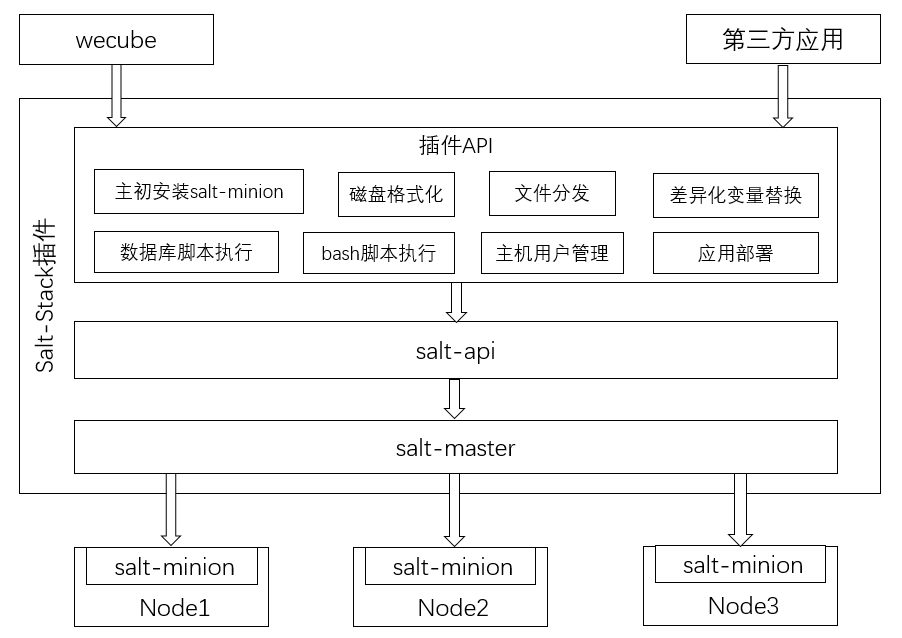 wecube
第三方应用
插件API
主初安装salt-minion
磁盘格式化
文件分发
差异化变量替换
数据库脚本执行
bash脚本执行
主机用户管理
应用部署
Salt-Stack插件
salt-api
salt-master
salt-minion
Node1
salt-minion
Node2
salt-minion
Node3